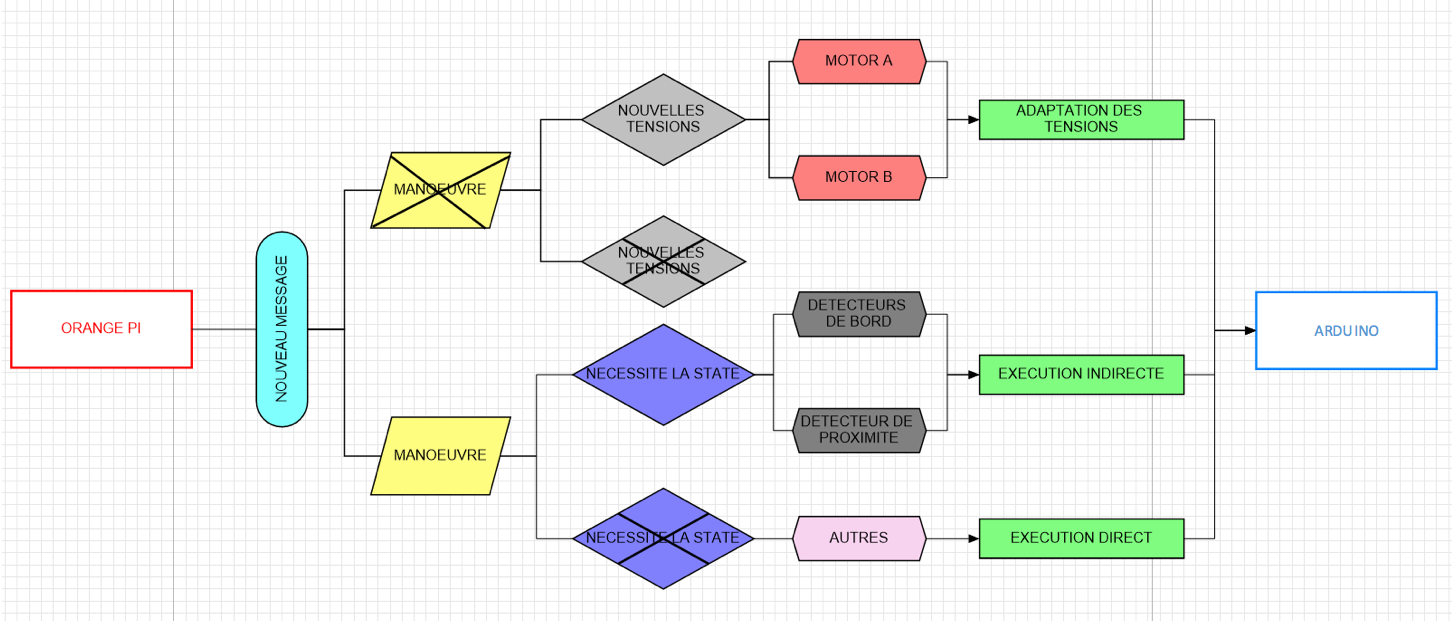 ORANGE PI
NOUVEAU MESSAGE
MANOEUVRE
NOUVELLES
TENSIONS
MOTOR A
MOTOR B
ADAPTATION DES
TENSIONS
NOUVELLES
TENSIONS
MANOEUVRE
NECESSITE LA STATE
DETECTEURS
DE BORD
DETECTEUR DE
PROXIMITE
EXECUTION INDIRECTE
NECESSITE LA STATE
AUTRES
EXECUTION DIRECT
ARDUINO